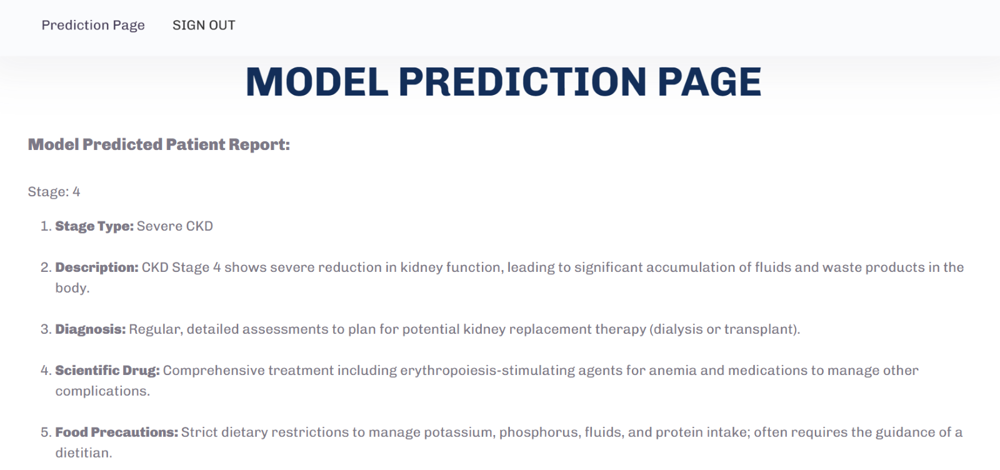 Prediction Page SIGN OUT
MODEL PREDICTION PAGE
Model Predicted Patient Report:
Stage: 4
1. Stage Type: Severe CKD
2. Description: CKD Stage 4 shows severe reduction in kidney function, leading to significant accumulation of fluids and waste products in the
body.
3. Diagnosis: Regular, detailed assessments to plan for potential kidney replacement therapy (dialysis or transplant).
4. Scientific Drug: Comprehensive treatment including erythropoiesis-stimulating agents for anemia and medications to manage other
complications.
5. Food Precautions: Strict dietary restrictions to manage potassium, phosphorus, fluids, and protein intake; often requires the guidance of a
dietitian.